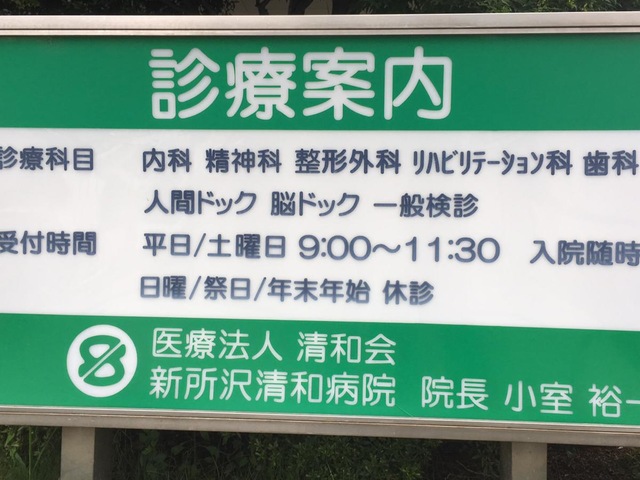 診療案内
診療科目 内科 精神科 整形外科 リハビリテーション科 歯科
人間ドック 脳ドック 一般検診
受付時間 平日/土曜日 9:00〜11:30 入院随時
日曜/祭日/年末年始 休診
医療法人 清和会
新所沢清和病院 院長 小室 裕一